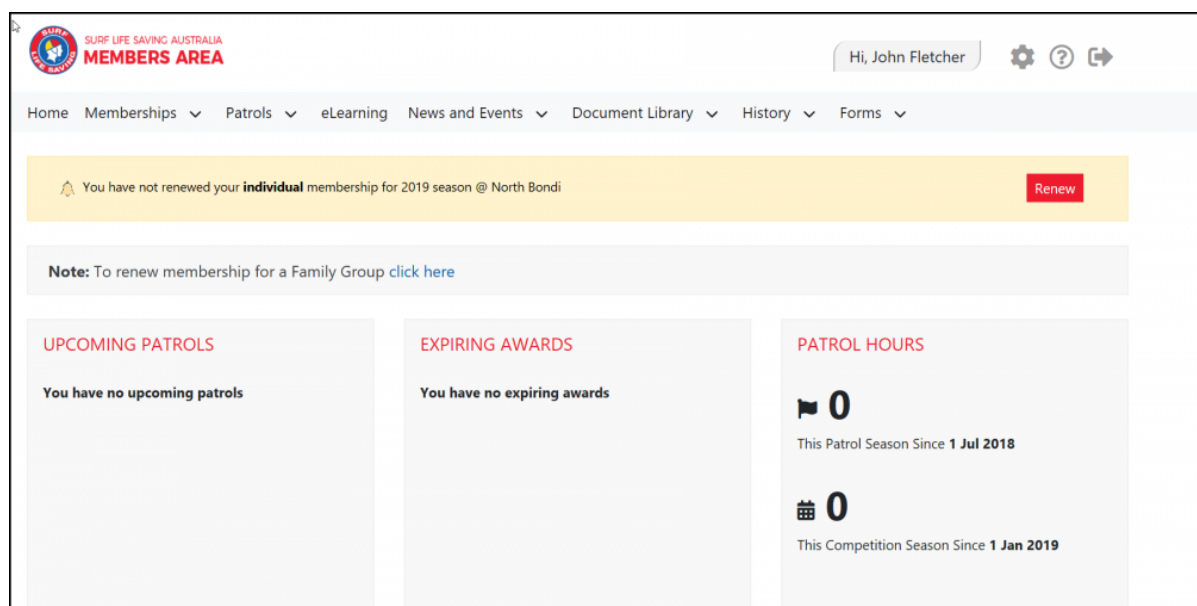 SURF LIFE SAVING
SURF LIFE SAVING AUSTRALIA
MEMBERS AREA
Hi, John Fletcher
Home Memberships Patrols eLearning News and Events Document Library History Forms
You have not renewed your individual membership for 2019 season @ North Bondi
Renew
Note: To renew membership for a Family Group click here
UPCOMING PATROLS
You have no upcoming patrols
EXPIRING AWARDS
You have no expiring awards
PATROL HOURS
0
This Patrol Season Since 1 Jul 2018
0
This Competition Season Since 1 Jan 2019